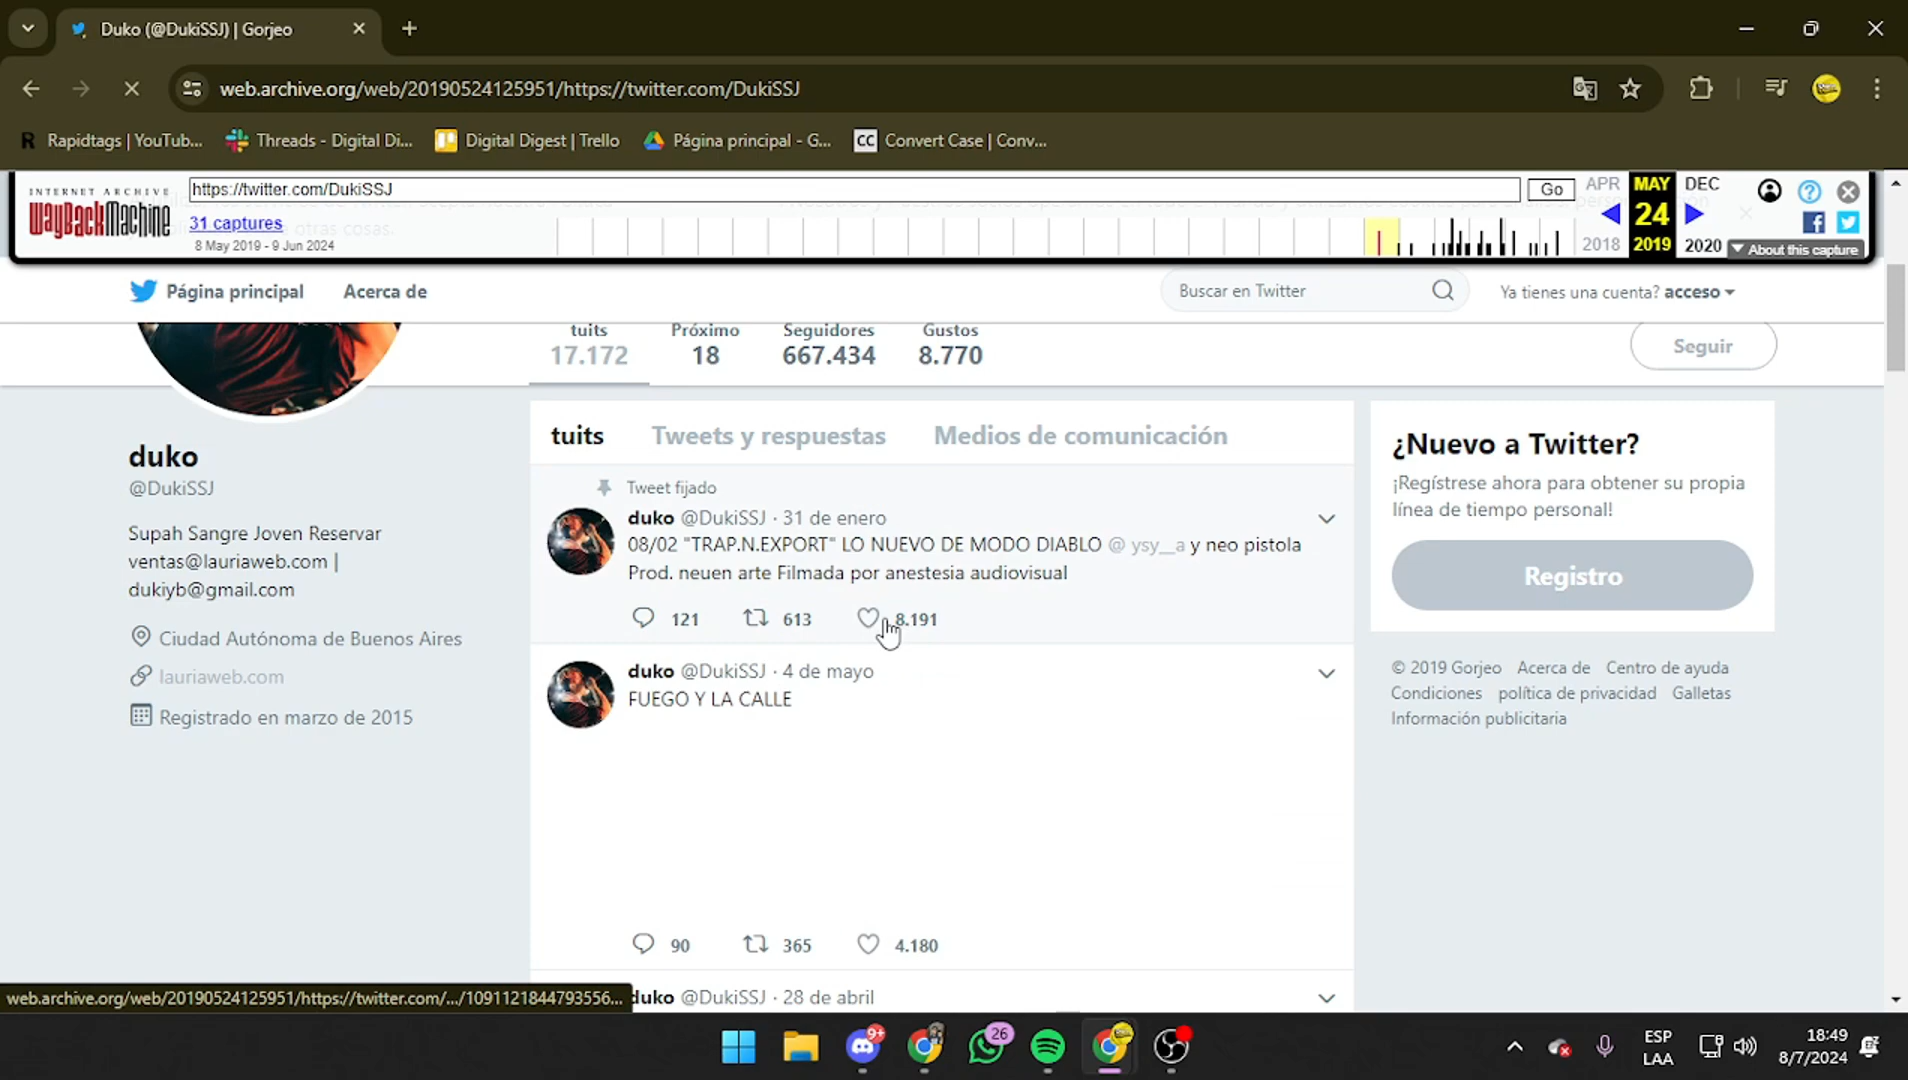 Duko (@DukiSSJ) | Gorjeo
web.archive.org/web/20190524125951/https://twitter.com/DukiSSJ
R Rapidtags | YouTub...
Threads - Digital Di...
Digital Digest | Trello
Página principal - G...
CC Convert Case | Conv...
INTERNET ARCHIVE
WayBackMachine
https://twitter.com/DukiSSJ
Go
31 captures
8 May 2019 - 9 Jun 2024
otras cosas.
APR MAY DEC
24
2018 2019 2020
About this capture
Página principal Acerca de
Buscar en Twitter
Ya tienes una cuenta? acceso
tuits Próximo Seguidores Gustos
17.172 18 667.434 8.770
Seguir
duko
@DukiSSJ
Supah Sangre Joven Reservar
ventas@lauriaweb.com |
dukiyb@gmail.com
Ciudad Autónoma de Buenos Aires
lauriaweb.com
Registrado en marzo de 2015
tuits Tweets y respuestas Medios de comunicación
Tweet fijado
duko @DukiSSJ · 31 de enero
08/02 "TRAP.N.EXPORT" LO NUEVO DE MODO DIABLO @ ysy__a y neo pistola
Prod. neuen arte Filmada por anestesia audiovisual
121 613 8.191
duko @DukiSSJ · 4 de mayo
FUEGO Y LA CALLE
90 365 4.180
duko @DukiSSJ · 28 de abril
¿Nuevo a Twitter?
¡Regístrese ahora para obtener su propia
línea de tiempo personal!
Registro
© 2019 Gorjeo Acerca de Centro de ayuda
Condiciones política de privacidad Galletas
Información publicitaria
web.archive.org/web/20190524125951/https://twitter.com/.../1091121844793556...
9+
26
ESP
LAA
18:49
8/7/2024